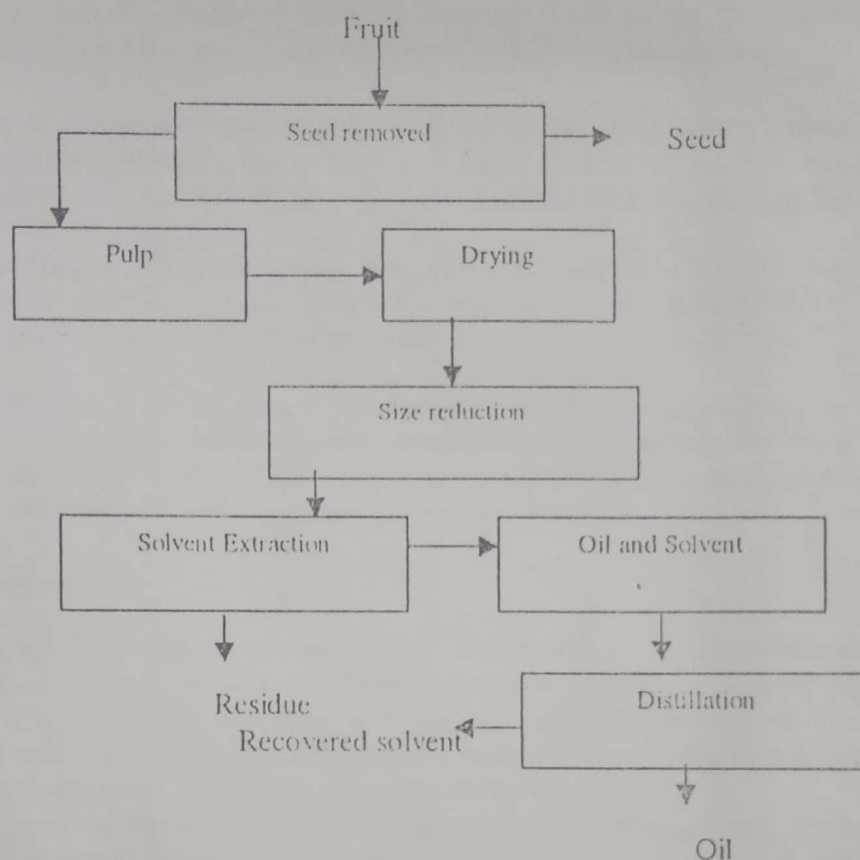 Fruit
Seed removed
Seed
Pulp
Drying
Size reduction
Solvent Extraction
Oil and Solvent
Distillation
Residue
Recovered solvent
Oil